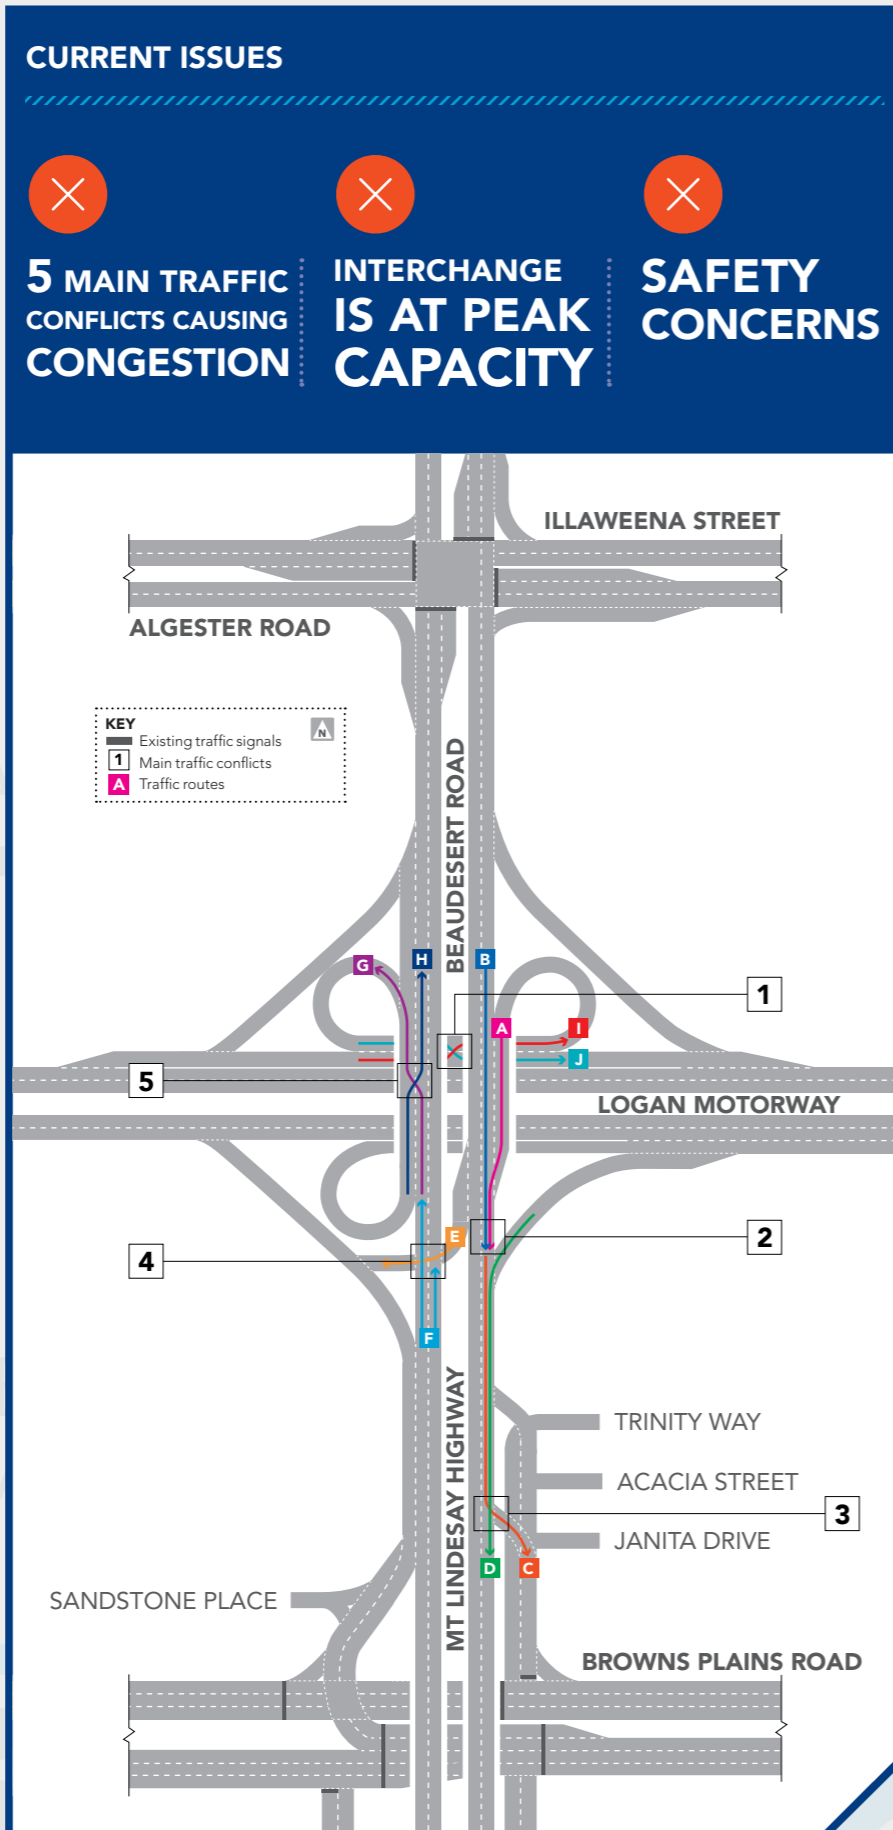 CURRENT ISSUES
5 MAIN TRAFFIC
CONFLICTS CAUSING
CONGESTION
INTERCHANGE
IS AT PEAK
CAPACITY
SAFETY
CONCERNS
ILLAWEENA STREET
ALGESTER ROAD
KEY
N
Existing traffic signals
1 Main traffic conflicts
A Traffic routes
BEAUDESERT ROAD
G
H
B
1
A
I
J
5
LOGAN MOTORWAY
E
2
4
F
MT LINDESAY HIGHWAY
TRINITY WAY
ACACIA STREET
3
JANITA DRIVE
D
C
SANDSTONE PLACE
BROWNS PLAINS ROAD